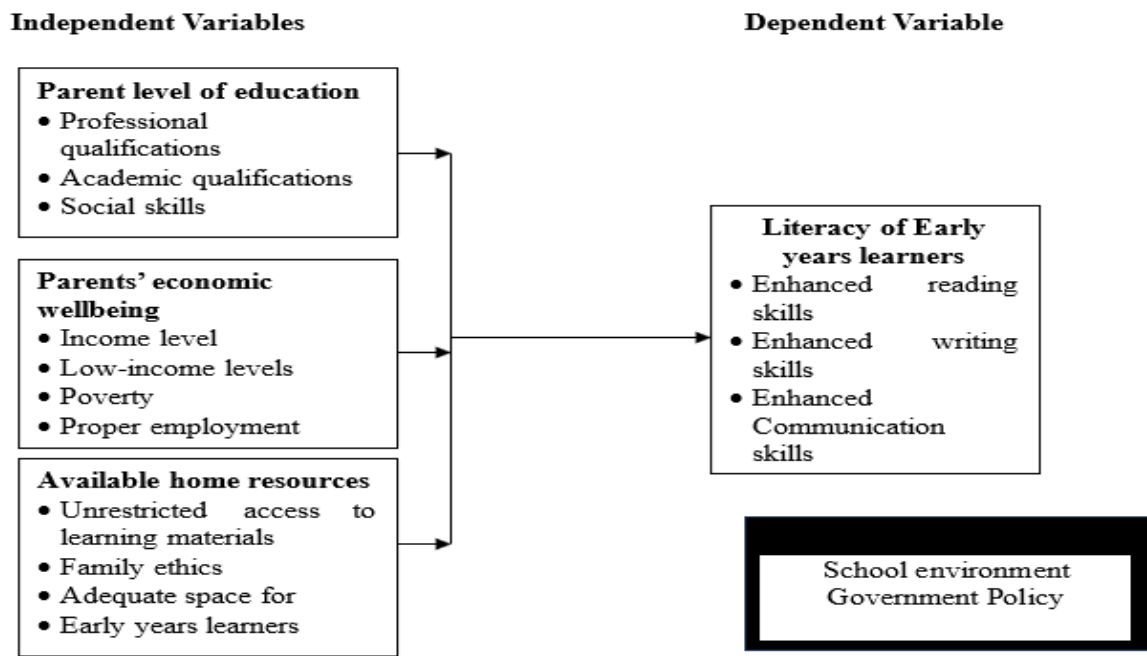 Independent Variables
Dependent Variable
Parent level of education
• Professional
qualifications
• Academic qualifications
• Social skills
Parents' economic
wellbeing
• Income level
• Low-income levels
• Poverty
• Proper employment
Available home resources
• Unrestricted access to
learning materials
• Family ethics
• Adequate space for
• Early years learners
Literacy of Early
years learners
• Enhanced reading
skills
• Enhanced writing
skills
• Enhanced
Communication
skills
School environment
Government Policy